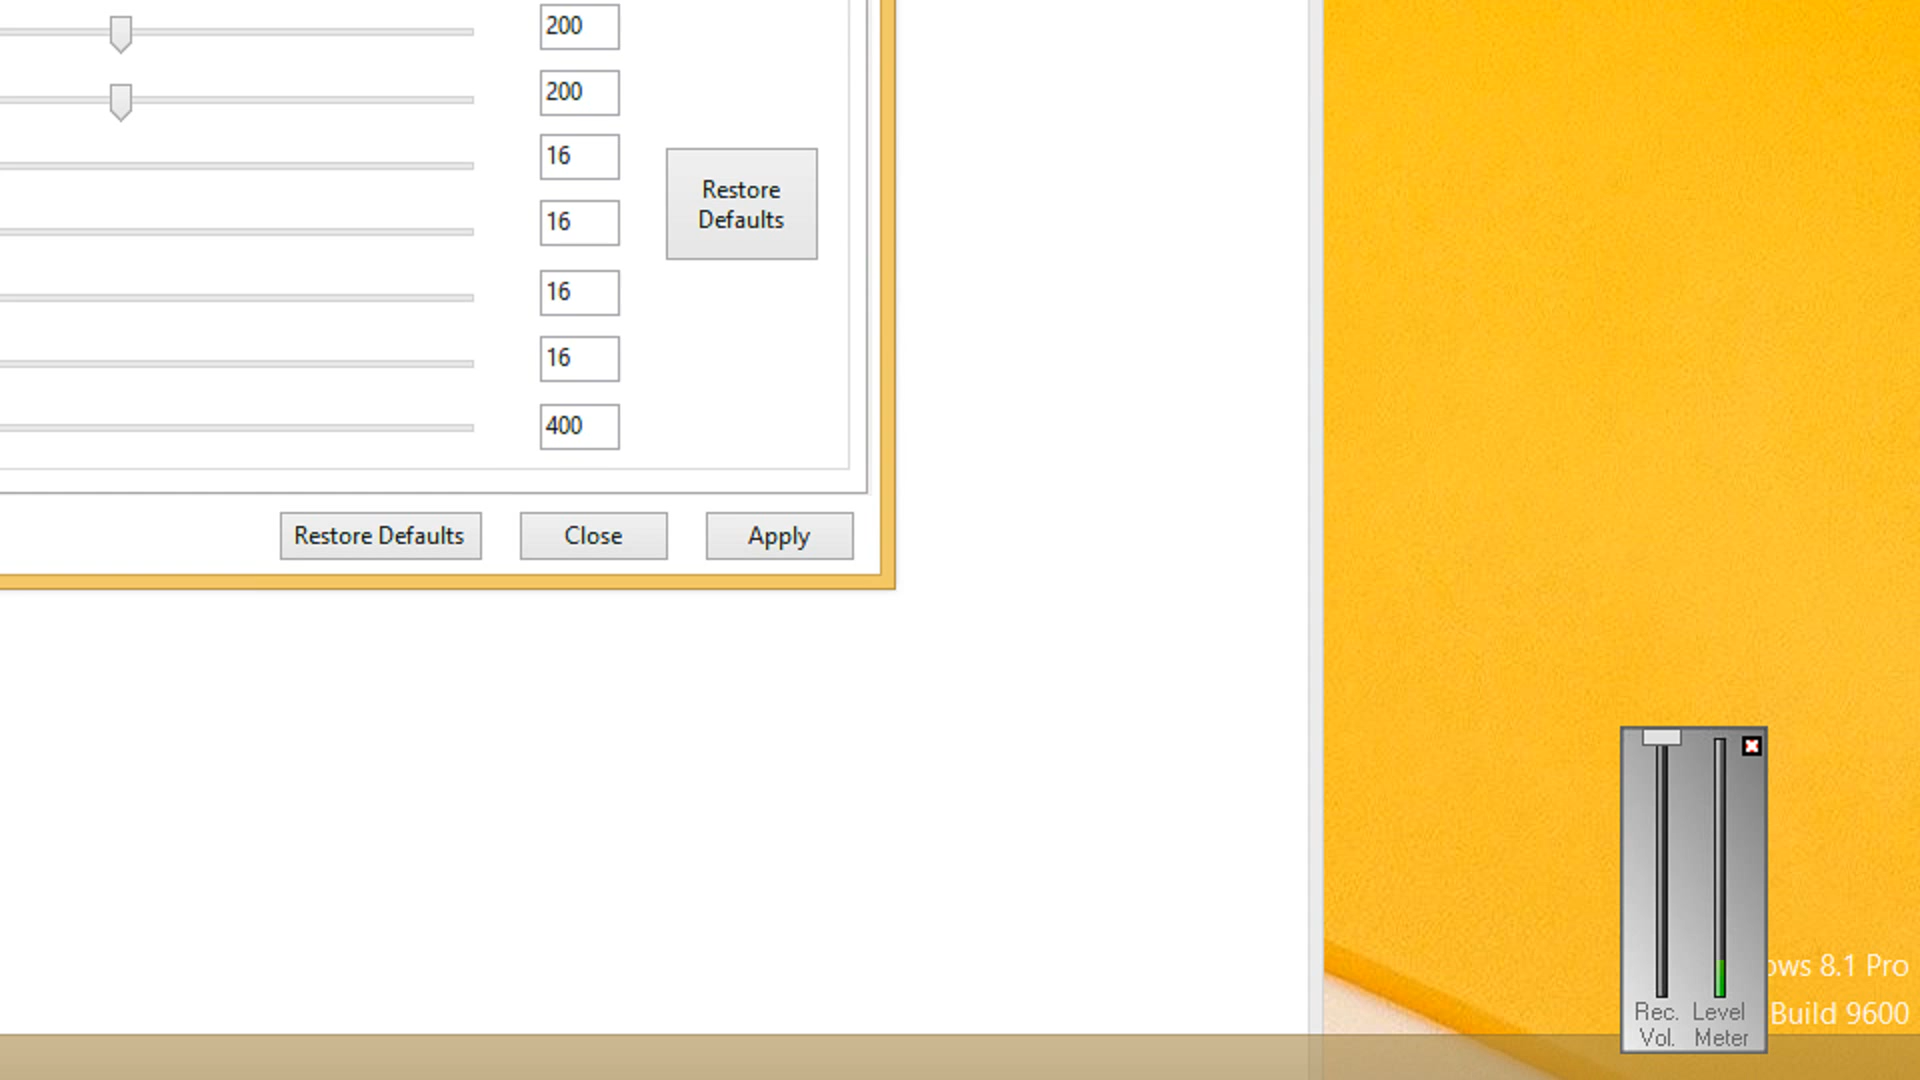 200
200
16
16
16
16
400
Restore
Defaults
Restore Defaults
Close
Apply
Rec. Level
Vol. Meter
8.1 Pro
Build 9600